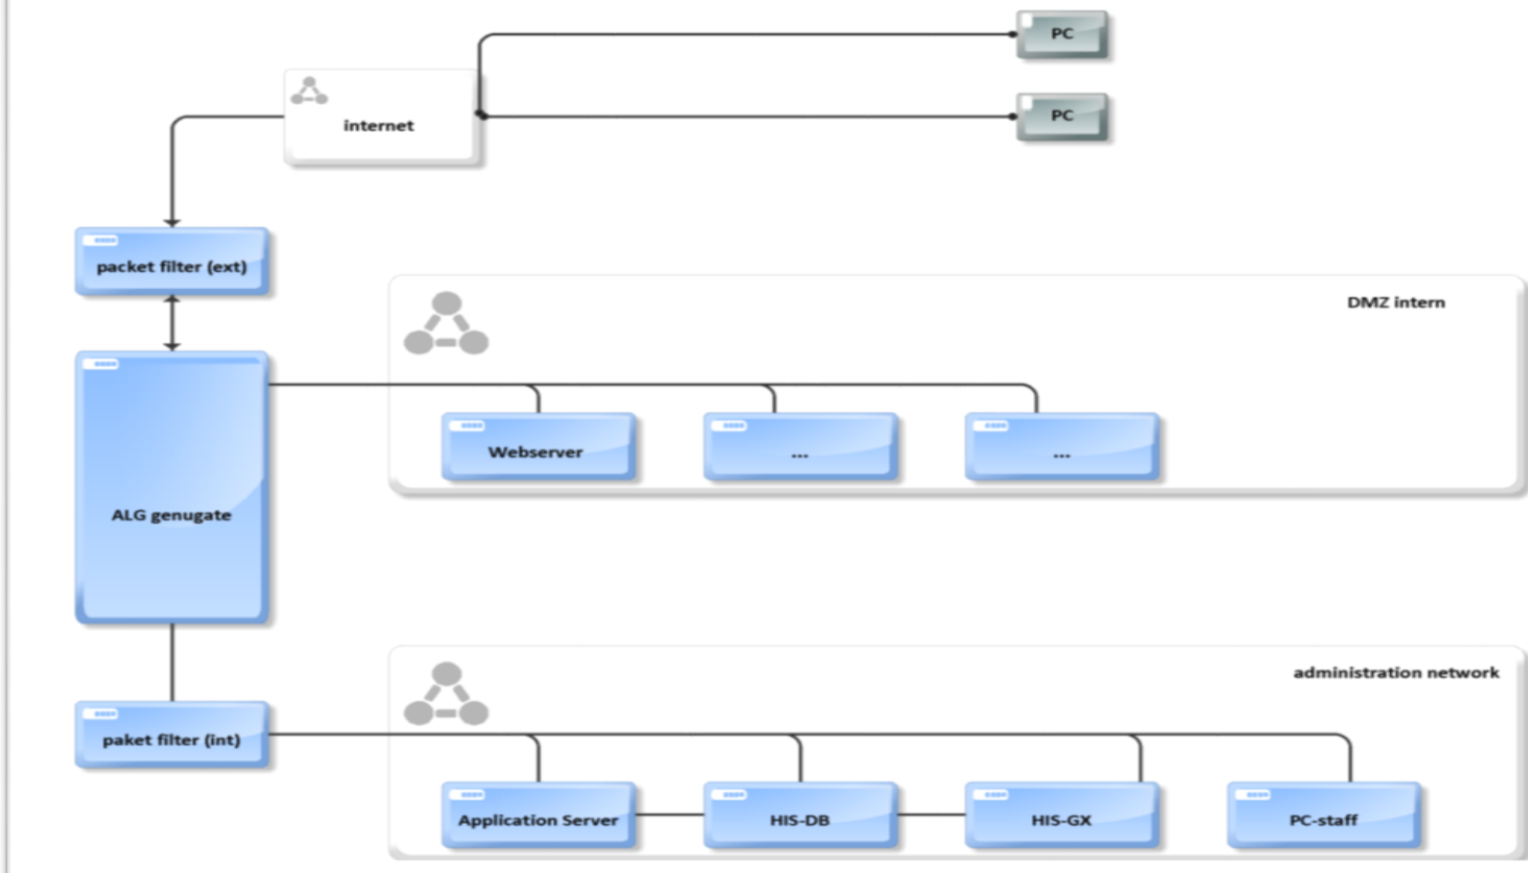 PC
PC
internet
packet filter (ext)
DMZ intern
Webserver
...
...
ALG genugate
administration network
paket filter (int)
Application Server
HIS-DB
HIS-GX
PC-staff